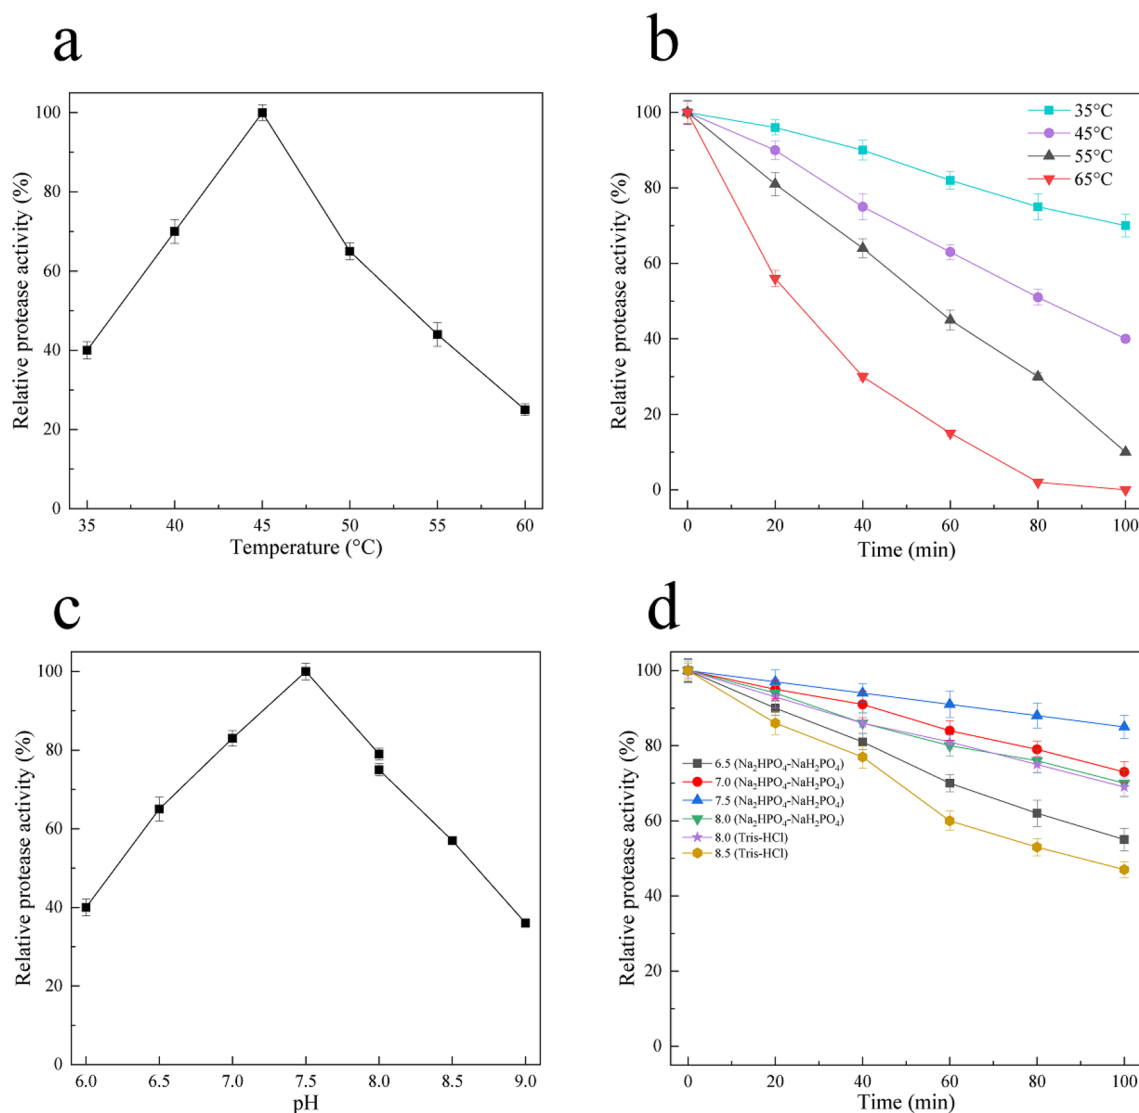 a
Relative protease activity (%)
100
80
60
40
20
0
35 40 45 50 55 60
Temperature (°C)
b
Relative protease activity (%)
100
80
60
40
20
0
35°C
45°C
55°C
65°C
0 20 40 60 80 100
Time (min)
c
Relative protease activity (%)
100
80
60
40
20
0
6.0 6.5 7.0 7.5 8.0 8.5 9.0
pH
d
Relative protease activity (%)
100
80
60
40
20
0
6.5 (Na₂HPO₄-NaH₂PO₄)
7.0 (Na₂HPO₄-NaH₂PO₄)
7.5 (Na₂HPO₄-NaH₂PO₄)
8.0 (Na₂HPO₄-NaH₂PO₄)
8.0 (Tris-HCl)
8.5 (Tris-HCl)
0 20 40 60 80 100
Time (min)